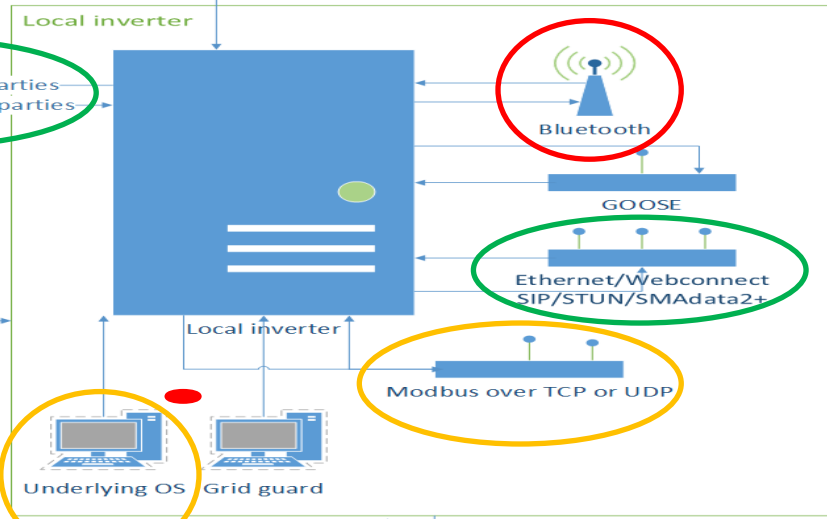 Local inverter
arties
parties
Bluetooth
GOOSE
Ethernet/Webconnect
SIP/STUN/SMAdata2+
Local inverter
Modbus over TCP or UDP
Underlying OS
Grid guard